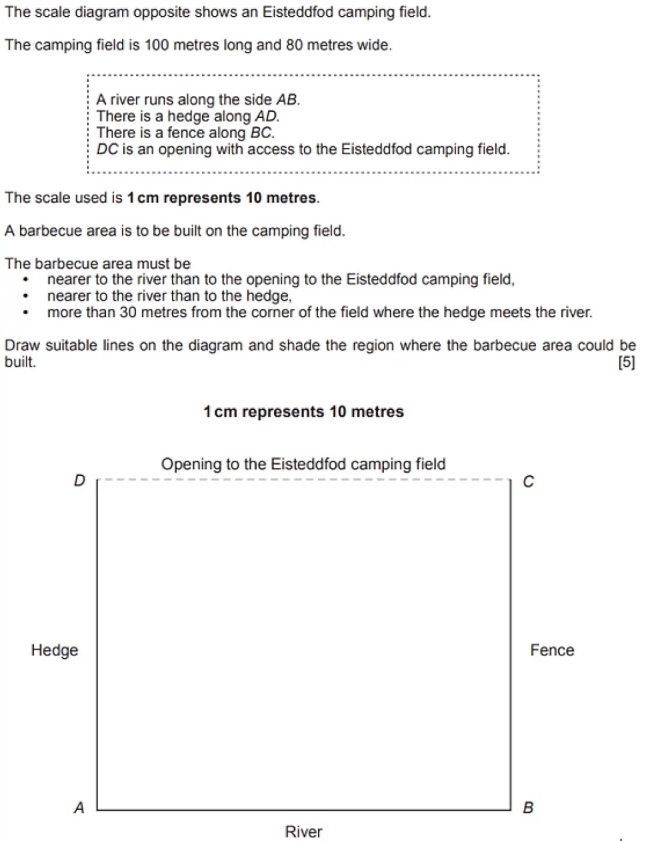 The scale diagram opposite shows an Eisteddfod camping field.
The camping field is 100 metres long and 80 metres wide.
A river runs along the side AB.
There is a hedge along AD.
There is a fence along BC.
DC is an opening with access to the Eisteddfod camping field.
The scale used is 1 cm represents 10 metres.
A barbecue area is to be built on the camping field.
The barbecue area must be
• nearer to the river than to the opening to the Eisteddfod camping field,
• nearer to the river than to the hedge,
• more than 30 metres from the corner of the field where the hedge meets the river.
Draw suitable lines on the diagram and shade the region where the barbecue area could be
built. [5]
1 cm represents 10 metres
Opening to the Eisteddfod camping field
D C
Hedge Fence
A B
River